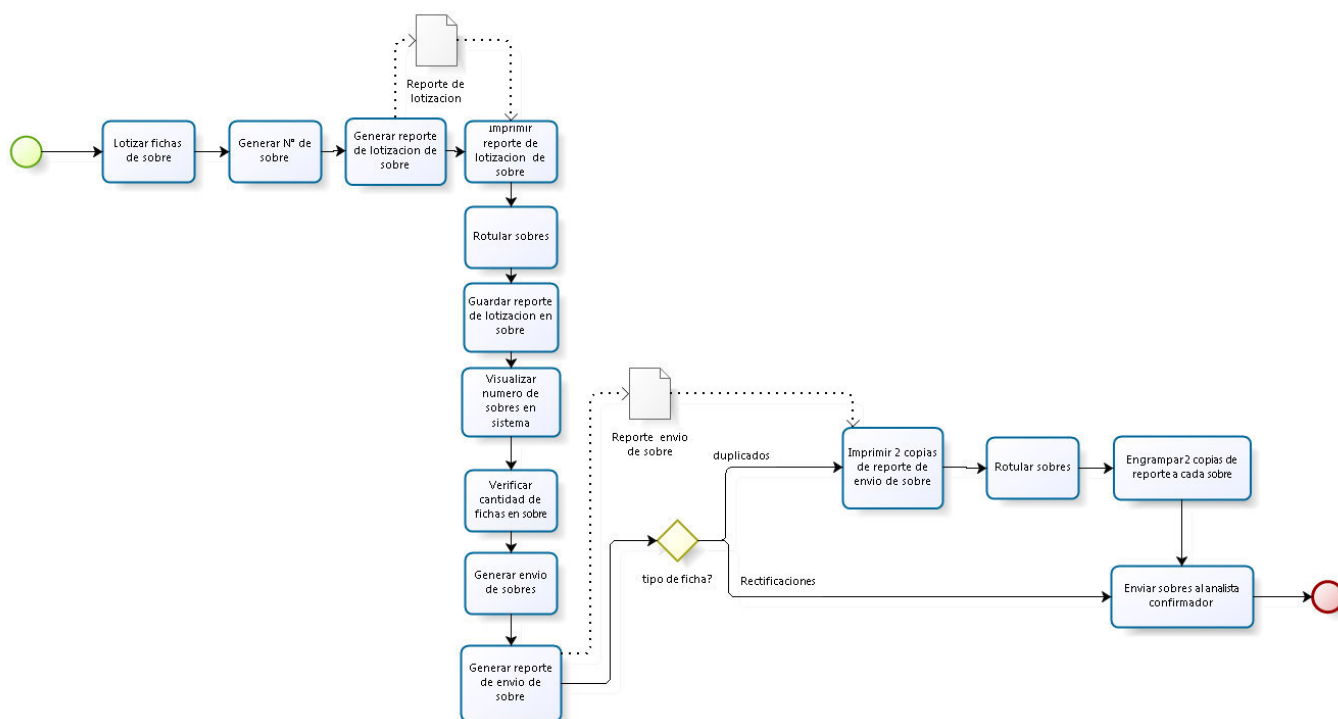 Reporte de
lotizacion
Lotizar fichas
de sobre
Generar N° de
sobre
Generar reporte
de lotizacion de
sobre
Imprimir
reporte de
lotizacion de
sobre
Rotular sobres
Guardar reporte
de lotizacion en
sobre
Visualizar
numero de
sobres en
sistema
Verificar
cantidad de
fichas en sobre
Generar envio
de sobres
Generar reporte
de envio de
sobre
Reporte envio
de sobre
tipo de ficha?
duplicados
Rectificaciones
Imprimir 2 copias
de reporte de
envio de sobre
Rotular sobres
Engrampar 2 copias de
reporte a cada sobre
Enviar sobres al analista
confirmador